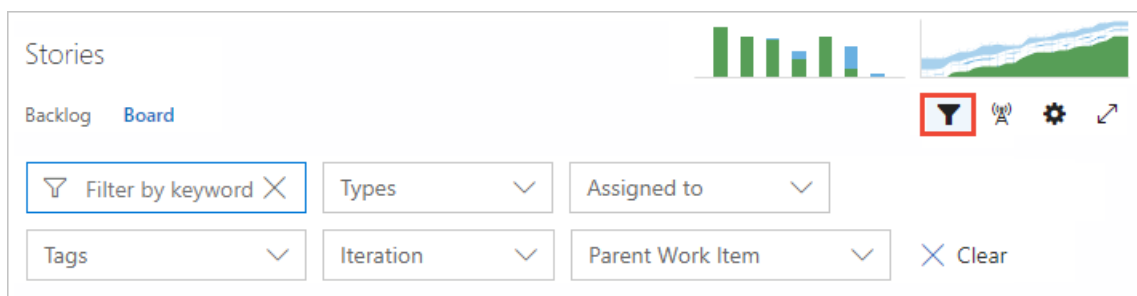 Stories
Backlog Board
Filter by keyword Types Assigned to
Tags Iteration Parent Work Item Clear